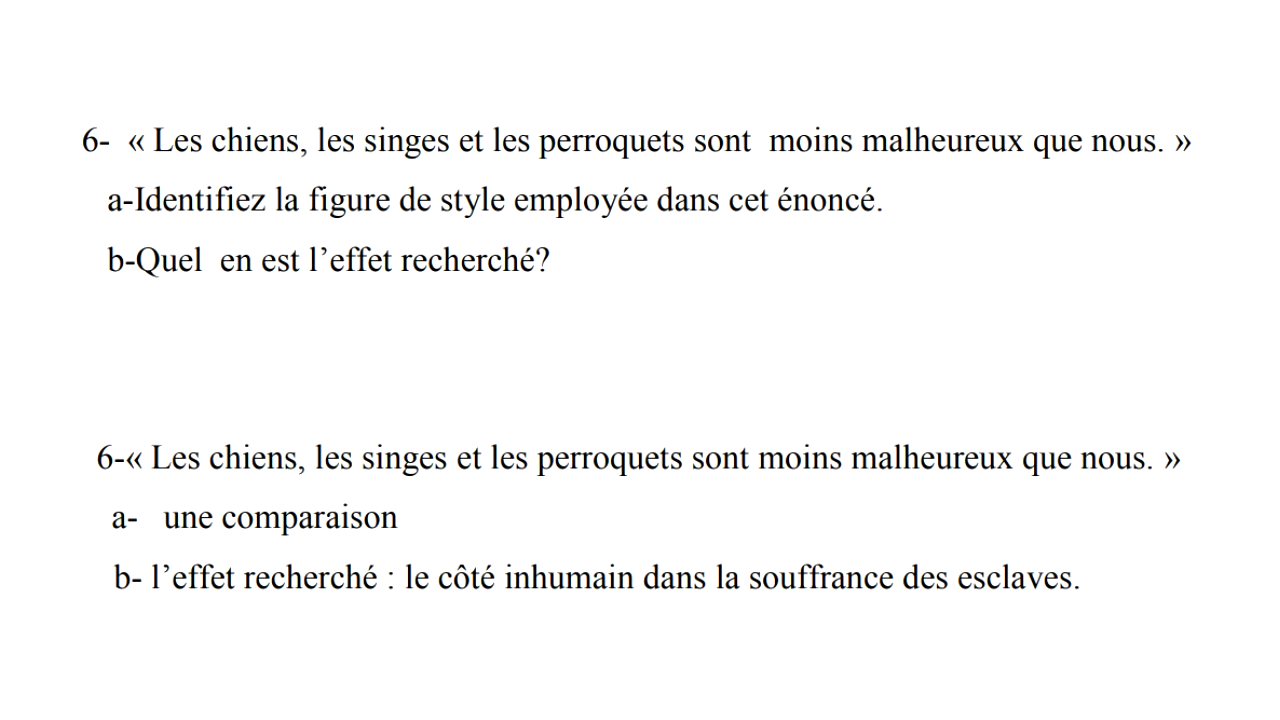 6-  « Les chiens, les singes et les perroquets sont  moins malheureux que nous. »
a-Identifiez la figure de style employée dans cet énoncé.
b-Quel  en est l’effet recherché?
6-« Les chiens, les singes et les perroquets sont moins malheureux que nous. »
a-   une comparaison
b- l’effet recherché : le côté inhumain dans la souffrance des esclaves.